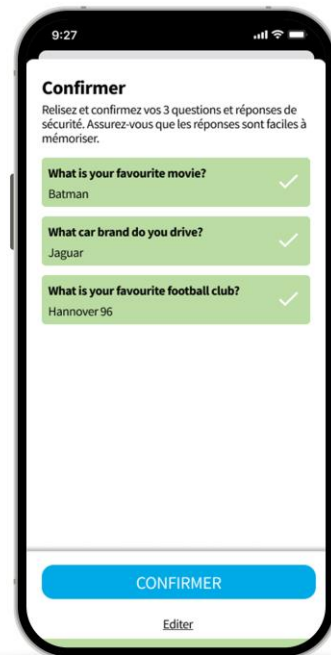 9:27
Confirmer
Relisez et confirmez vos 3 questions et réponses de
sécurité. Assurez-vous que les réponses sont faciles à
mémoriser.
What is your favourite movie?
Batman
What car brand do you drive?
Jaguar
What is your favourite football club?
Hannover 96
CONFIRMER
Editer